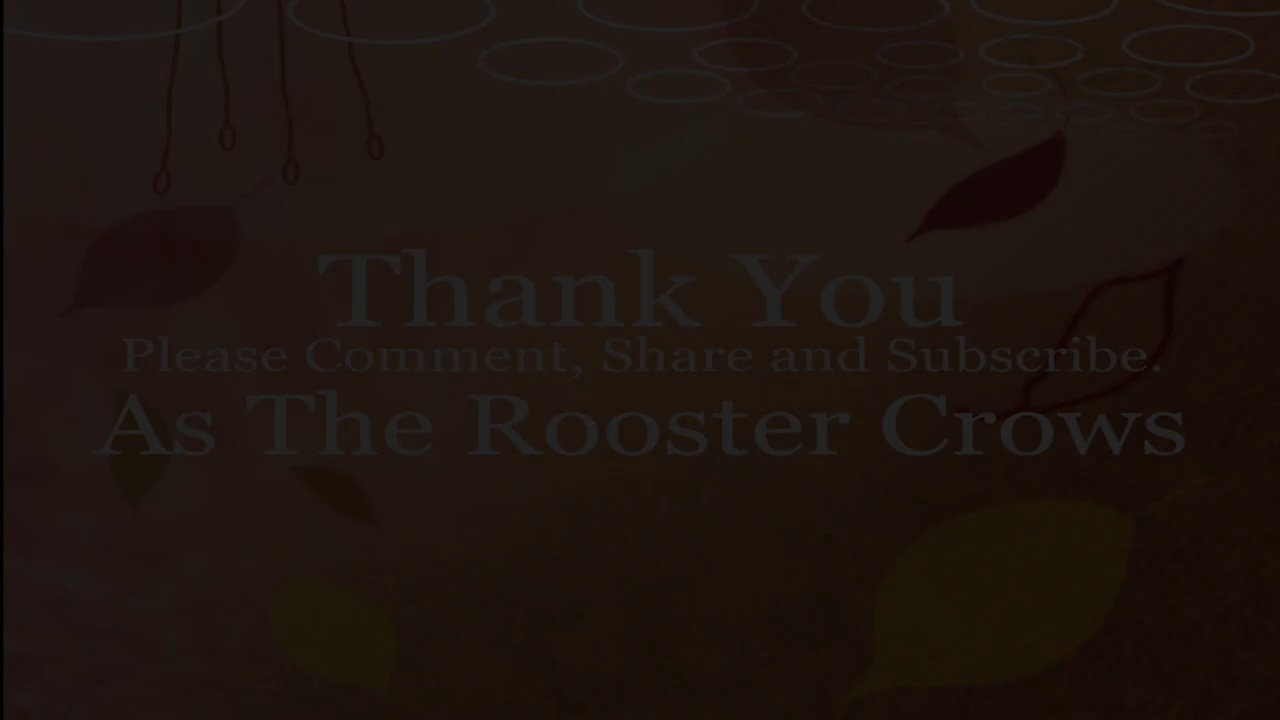 Thank You
Please Comment, Share and Subscribe.
As The Rooster Crows